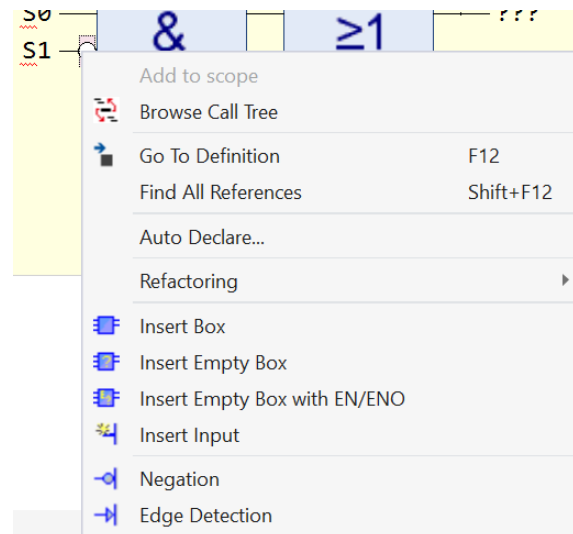 S0
& ≥1 ???
S1
Add to scope
Browse Call Tree
Go To Definition F12
Find All References Shift+F12
Auto Declare...
Refactoring
Insert Box
Insert Empty Box
Insert Empty Box with EN/ENO
Insert Input
Negation
Edge Detection